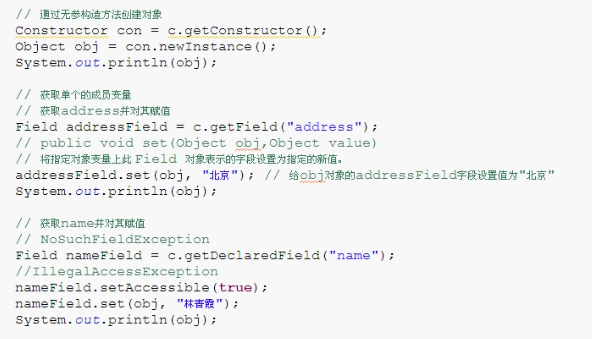 // 通过无参构造方法创建对象
Constructor con = c.getConstructor();
Object obj = con.newInstance();
System.out.println(obj);
// 获取单个的成员变量
// 获取address并对其赋值
Field addressField = c.getField("address");
// public void set(Object obj,Object value)
// 将指定对象变量上此 Field 对象表示的字段设置为指定的新值。
addressField.set(obj, "北京"); // 给obj对象的addressField字段设置值为"北京"
System.out.println(obj);
// 获取name并对其赋值
// NoSuchFieldException
Field nameField = c.getDeclaredField("name");
//IllegalAccessException
nameField.setAccessible(true);
nameField.set(obj, "林青霞");
System.out.println(obj);